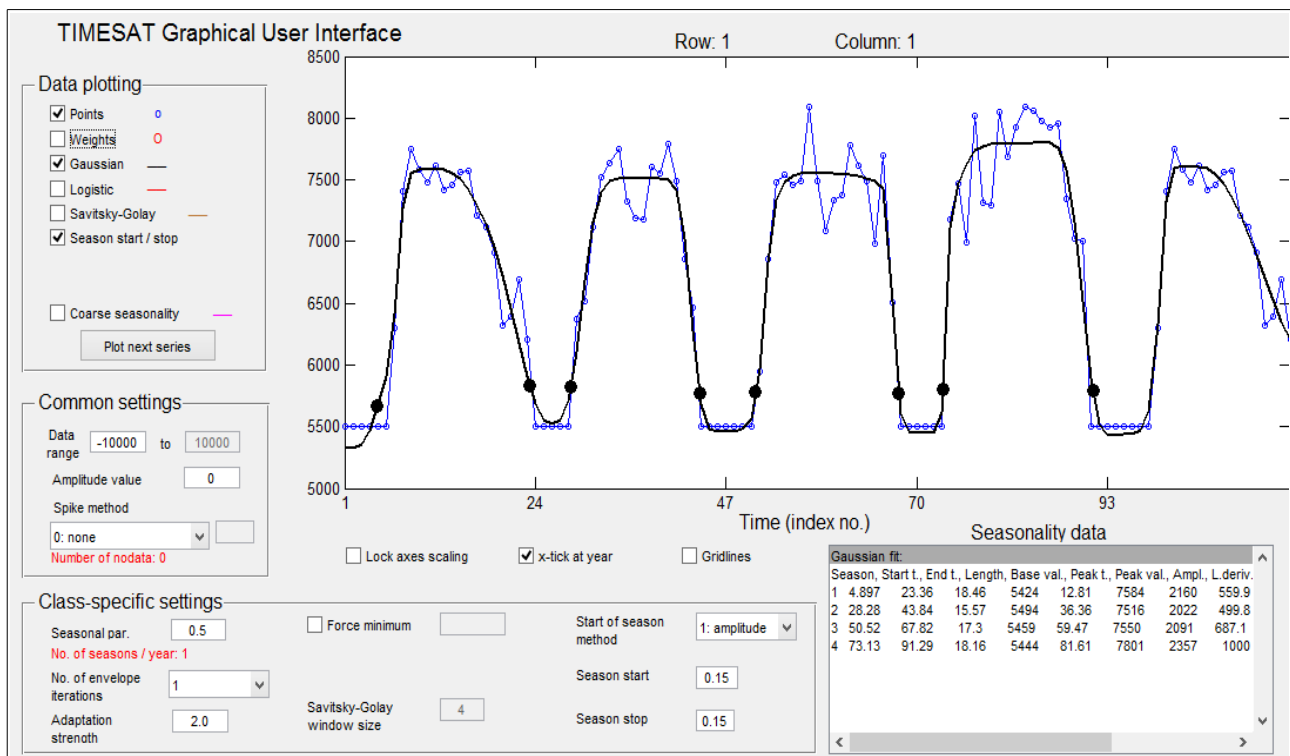 TIMESAT Graphical User Interface
Row: 1 Column: 1
Data plotting
Points o
Weights O
Gaussian
Logistic
Savitsky-Golay
Season start / stop
Coarse seasonality
Plot next series
8500
8000
7500
7000
6500
6000
5500
5000
1 24 47 70 93
Time (index no.)
Common settings
Data range -10000 to 10000
Amplitude value 0
Spike method
0: none
Number of nodata: 0
Lock axes scaling x-tick at year Gridlines
Seasonality data
Gaussian fit:
Season, Start t., End t., Length, Base val., Peak t., Peak val., Ampl., L.deriv.
1 4.897 23.36 18.46 5424 12.81 7584 2160 559.9
2 28.28 43.84 15.57 5494 36.36 7516 2022 499.8
3 50.52 67.82 17.3 5459 59.47 7550 2091 687.1
4 73.13 91.29 18.16 5444 81.61 7801 2357 1000
Class-specific settings
Seasonal par. 0.5
No. of seasons / year: 1
No. of envelope iterations 1
Adaptation strength 2.0
Force minimum
Savitsky-Golay window size 4
Start of season method 1: amplitude
Season start 0.15
Season stop 0.15